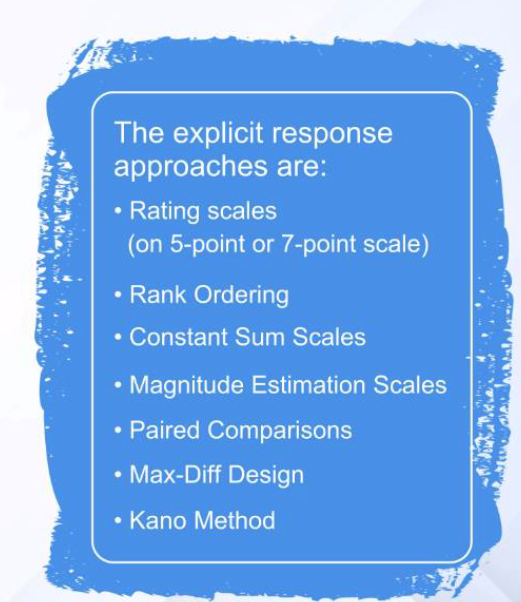 The explicit response
approaches are:
• Rating scales
(on 5-point or 7-point scale)
• Rank Ordering
• Constant Sum Scales
• Magnitude Estimation Scales
• Paired Comparisons
• Max-Diff Design
• Kano Method